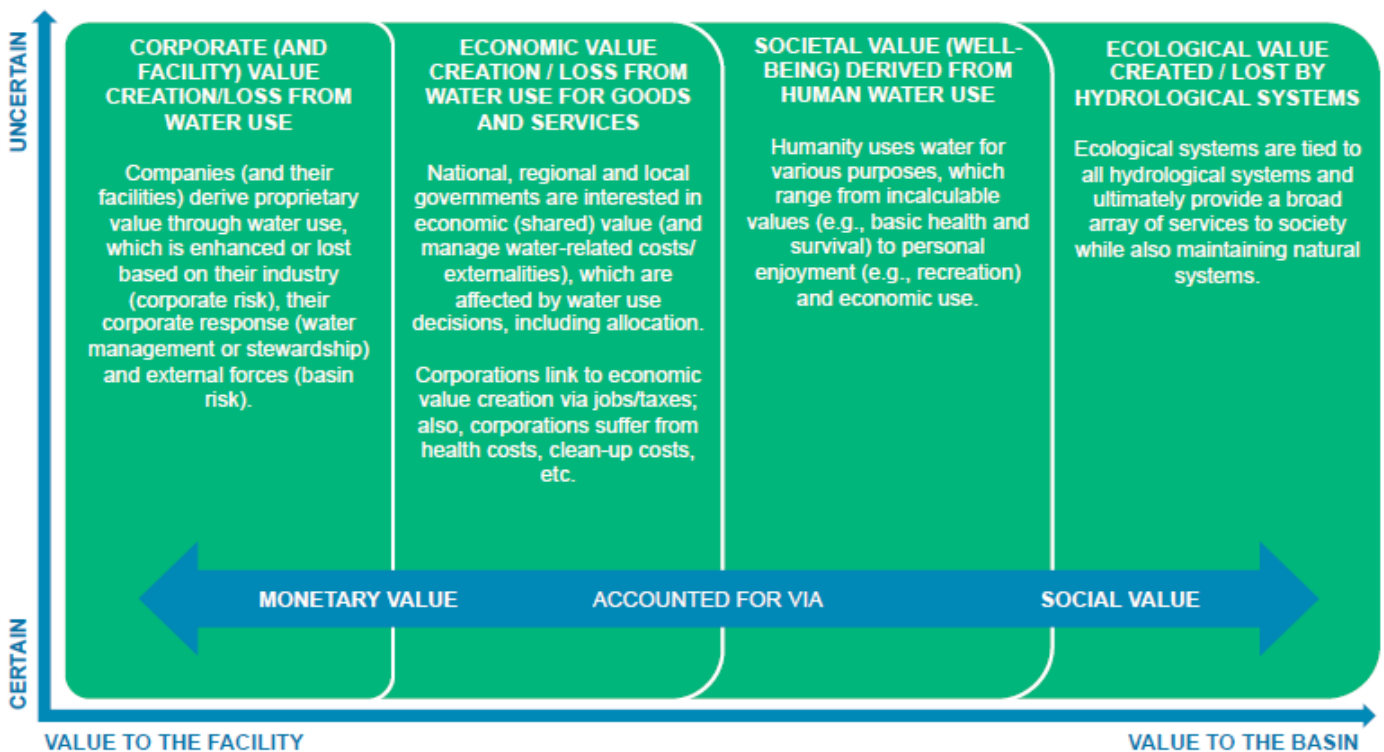 UNCERTAIN
CERTAIN
CORPORATE (AND
FACILITY) VALUE
CREATION/LOSS FROM
WATER USE
Companies (and their
facilities) derive proprietary
value through water use,
which is enhanced or lost
based on their industry
(corporate risk), their
corporate response (water
management or stewardship)
and external forces (basin
risk).
ECONOMIC VALUE
CREATION / LOSS FROM
WATER USE FOR GOODS
AND SERVICES
National, regional and local
governments are interested in
economic (shared) value (and
manage water-related costs/
externalities), which are
affected by water use
decisions, including allocation.
Corporations link to economic
value creation via jobs/taxes;
also, corporations suffer from
health costs, clean-up costs,
etc.
SOCIETAL VALUE (WELL-
BEING) DERIVED FROM
HUMAN WATER USE
Humanity uses water for
various purposes, which
range from incalculable
values (e.g., basic health and
survival) to personal
enjoyment (e.g., recreation)
and economic use.
ECOLOGICAL VALUE
CREATED / LOST BY
HYDROLOGICAL SYSTEMS
Ecological systems are tied to
all hydrological systems and
ultimately provide a broad
array of services to society
while also maintaining natural
systems.
MONETARY VALUE ACCOUNTED FOR VIA SOCIAL VALUE
VALUE TO THE FACILITY VALUE TO THE BASIN